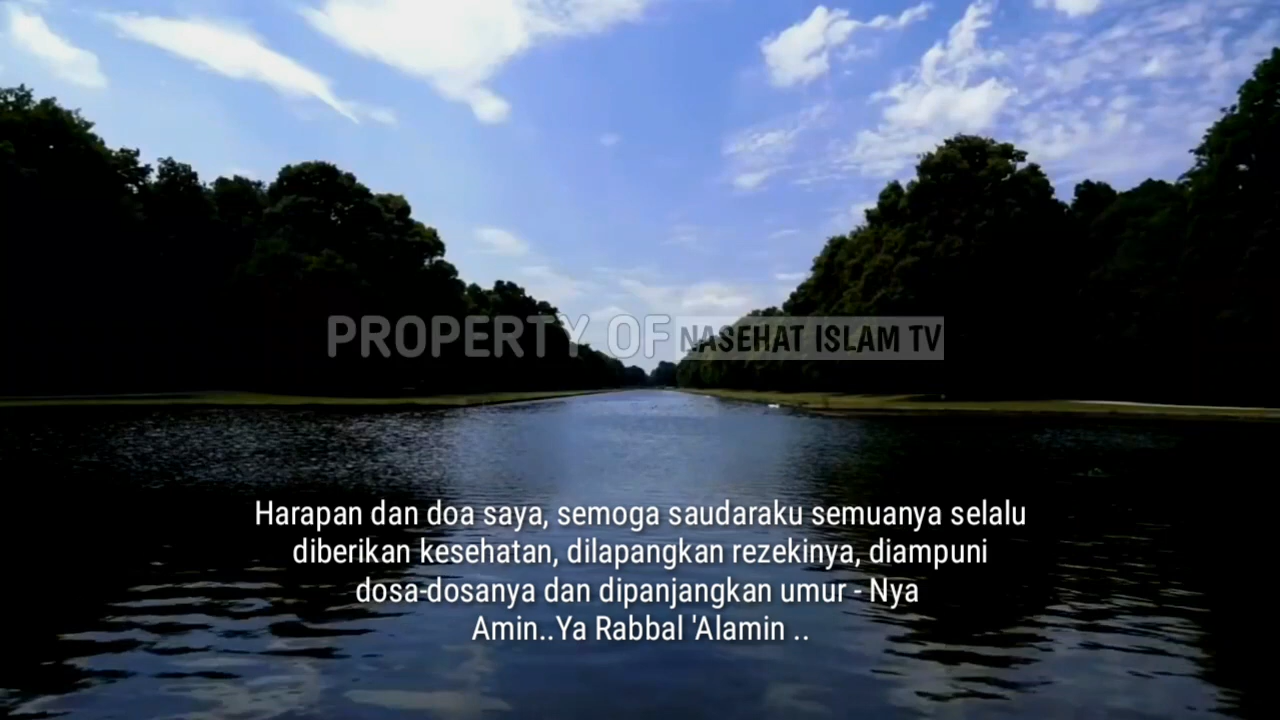 PROPERTY OF NASEHAT ISLAM TV
Harapan dan doa saya, semoga saudaraku semuanya selalu
diberikan kesehatan, dilapangkan rezekinya, diampuni
dosa-dosanya dan dipanjangkan umur - Nya
Amin..Ya Rabbal 'Alamin ..